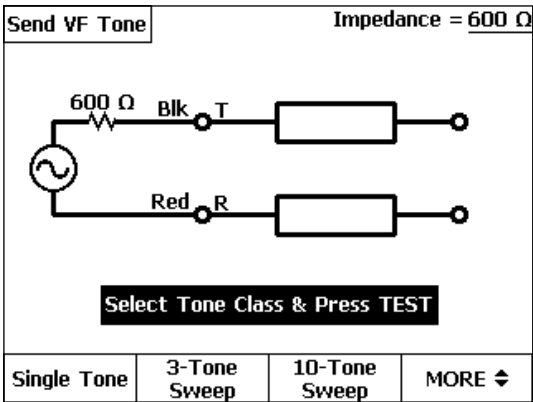 Send VF Tone
Impedance = 600 Ω
600 Ω
Blk T
Red R
Select Tone Class & Press TEST
Single Tone
3-Tone
Sweep
10-Tone
Sweep
MORE